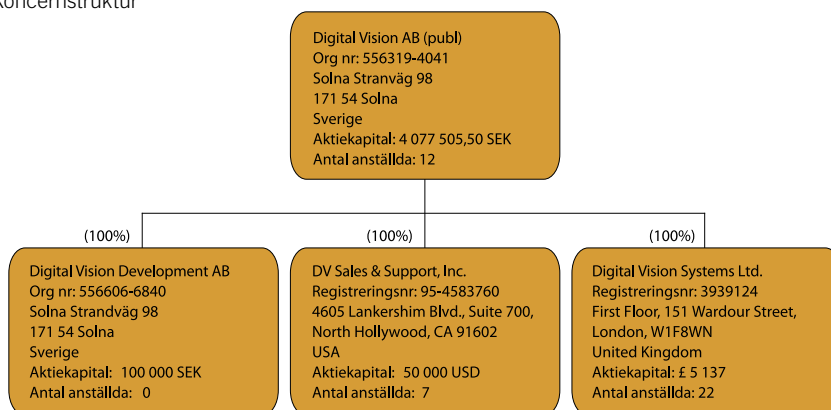 Koncernstruktur
Digital Vision AB (publ)
Org nr: 556319-4041
Solna Stranväg 98
171 54 Solna
Sverige
Aktiekapital: 4 077 505,50 SEK
Antal anställda: 12
(100%)
Digital Vision Development AB
Org nr: 556606-6840
Solna Strandväg 98
171 54 Solna
Sverige
Aktiekapital: 100 000 SEK
Antal anställda: 0
(100%)
DV Sales & Support, Inc.
Registreringsnr: 95-4583760
4605 Lankershim Blvd., Suite 700,
North Hollywood, CA 91602
USA
Aktiekapital: 50 000 USD
Antal anställda: 7
(100%)
Digital Vision Systems Ltd.
Registreringsnr: 3939124
First Floor, 151 Wardour Street,
London, W1F8WN
United Kingdom
Aktiekapital: £ 5 137
Antal anställda: 22